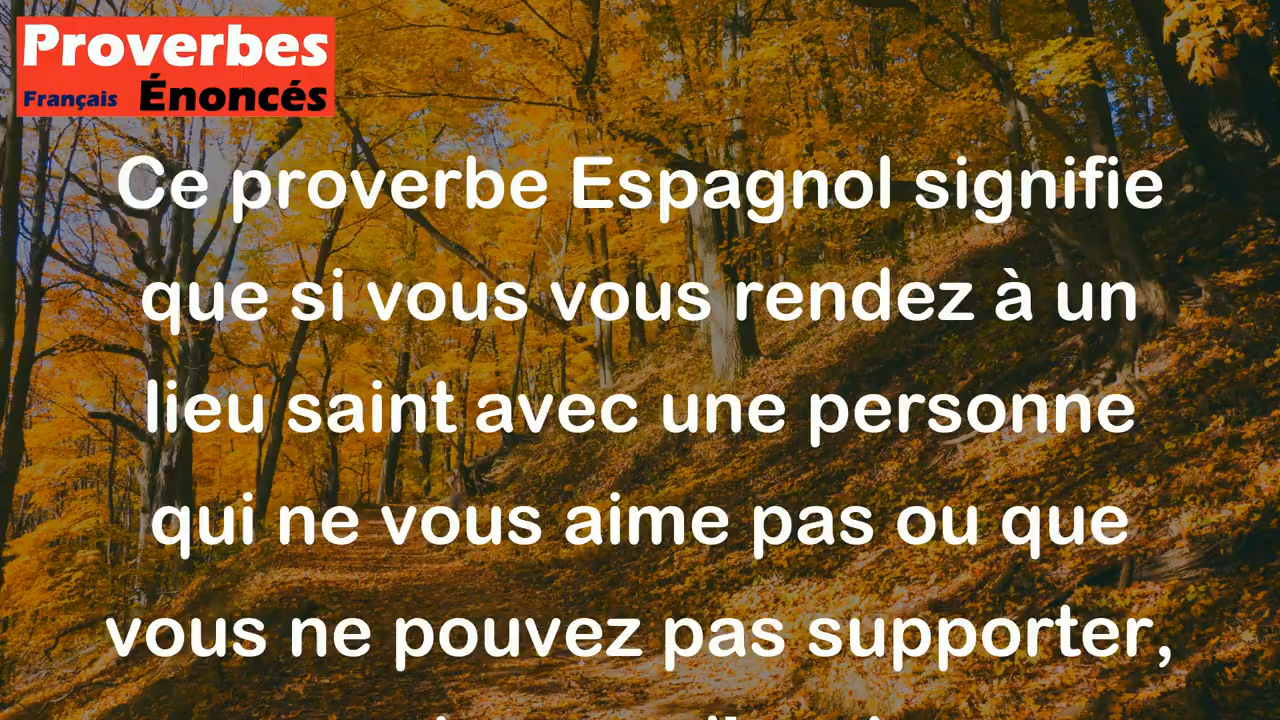 Proverbes
Français Énoncés
Ce proverbe Espagnol signifie
que si vous vous rendez à un
lieu saint avec une personne
qui ne vous aime pas ou que
vous ne pouvez pas supporter,